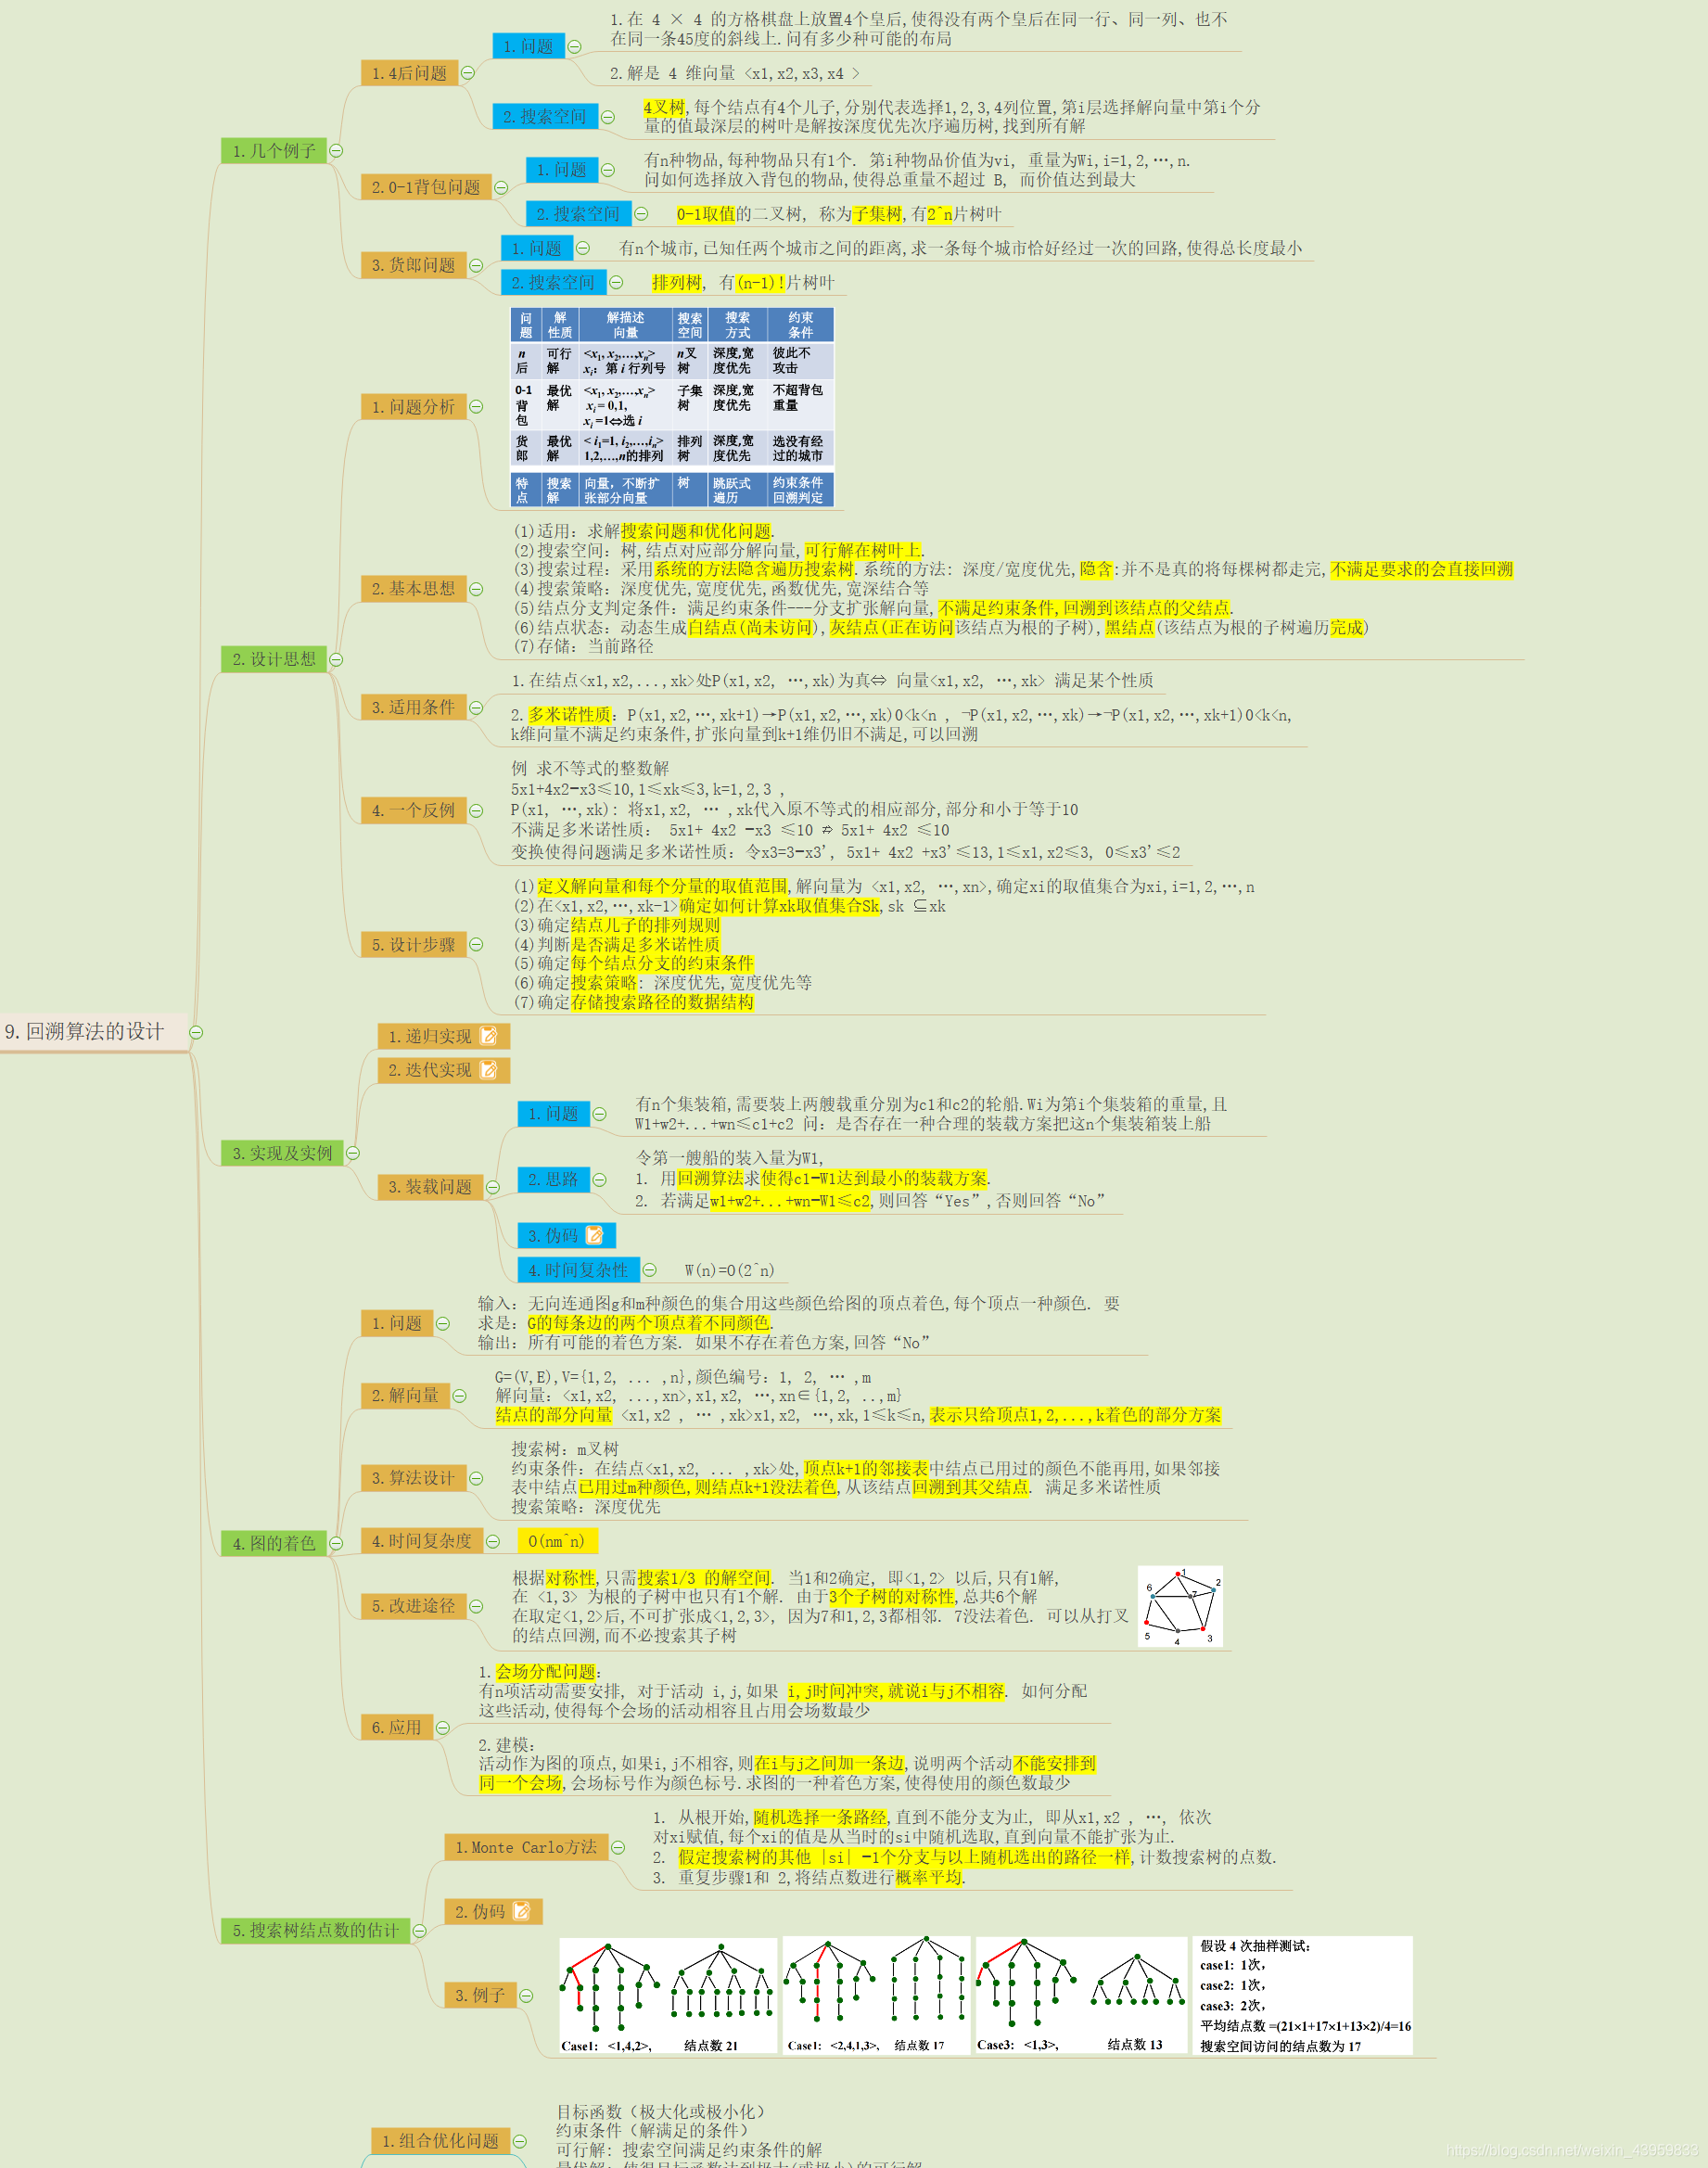 1.在 4 × 4 的方格棋盘上放置4个皇后,使得没有两个皇后在同一行、同一列、也不
在同一条45度的斜线上.问有多少种可能的布局
1.问题
1.4后问题
2.解是 4 维向量 <x1,x2,x3,x4 >
2.搜索空间
4叉树,每个结点有4个儿子,分别代表选择1,2,3,4列位置,第i层选择解向量中第i个分
量的值最深层的树叶是解按深度优先次序遍历树,找到所有解
1.几个例子
1.问题
有n种物品,每种物品只有1个. 第i种物品价值为vi, 重量为Wi,i=1,2,…,n.
问如何选择放入背包的物品,使得总重量不超过 B, 而价值达到最大
2.0-1背包问题
2.搜索空间
0-1取值的二叉树, 称为子集树,有2^n片树叶
1.问题
有n个城市,已知任两个城市之间的距离,求一条每个城市恰好经过一次的回路,使得总长度最小
3.货郎问题
2.搜索空间
排列树, 有(n-1)!片树叶
1.问题分析
问题 解性质 解描述向量 搜索空间 搜索方式 约束条件
n后 可行解 <x1, x2,…,xn> xi: 第 i 行列号 n叉树 深度,宽度优先 彼此不攻击
0-1背包 最优解 <x1, x2,…,xn> xi = 0,1, xi =1⇔选 i 子集树 深度,宽度优先 不超背包重量
货郎 最优解 < i1=1, i2,…,in> 1,2,…,n的排列 排列树 深度,宽度优先 选没有经过的城市
特点 搜索解 向量, 不断扩张部分向量 树 跳跃式遍历 约束条件回溯判定
2.设计思想
2.基本思想
(1)适用: 求解搜索问题和优化问题.
(2)搜索空间: 树,结点对应部分解向量,可行解在树叶上.
(3)搜索过程: 采用系统的方法隐含遍历搜索树.系统的方法: 深度/宽度优先,隐含:并不是真的将每棵树都走完,不满足要求的会直接回溯
(4)搜索策略: 深度优先,宽度优先,函数优先,宽深结合等
(5)结点分支判定条件: 满足约束条件---分支扩张解向量,不满足约束条件,回溯到该结点的父结点.
(6)结点状态: 动态生成白结点(尚未访问),灰结点(正在访问该结点为根的子树),黑结点(该结点为根的子树遍历完成)
(7)存储: 当前路径
3.适用条件
1.在结点<x1,x2,...,xk>处P(x1,x2, …,xk)为真⇔ 向量<x1,x2, …,xk> 满足某个性质
2.多米诺性质: P(x1,x2,…,xk+1)→P(x1,x2,…,xk)0<k<n , ¬P(x1,x2,…,xk)→¬P(x1,x2,…,xk+1)0<k<n,
k维向量不满足约束条件,扩张向量到k+1维仍旧不满足,可以回溯
4.一个反例
例 求不等式的整数解
5x1+4x2-x3≤10,1≤xk≤3,k=1,2,3 ,
P(x1, …,xk): 将x1,x2, … ,xk代入原不等式的相应部分,部分和小于等于10
不满足多米诺性质: 5x1+ 4x2 -x3 ≤10 ⇏ 5x1+ 4x2 ≤10
变换使得问题满足多米诺性质: 令x3=3-x3', 5x1+ 4x2 +x3'≤13,1≤x1,x2≤3, 0≤x3'≤2
5.设计步骤
(1)定义解向量和每个分量的取值范围,解向量为 <x1,x2, …,xn>,确定xi的取值集合为xi,i=1,2,…,n
(2)在<x1,x2,…,xk-1>确定如何计算xk取值集合Sk,sk ⊆xk
(3)确定结点儿子的排列规则
(4)判断是否满足多米诺性质
(5)确定每个结点分支的约束条件
(6)确定搜索策略: 深度优先,宽度优先等
(7)确定存储搜索路径的数据结构
9.回溯算法的设计
1.递归实现
2.迭代实现
3.实现及实例
3.装载问题
1.问题
有n个集装箱,需要装上两艘载重分别为c1和c2的轮船.Wi为第i个集装箱的重量,且
W1+w2+...+wn≤c1+c2 问: 是否存在一种合理的装载方案把这n个集装箱装上船
2.思路
令第一艘船的装入量为W1,
1. 用回溯算法求使得c1-W1达到最小的装载方案.
2. 若满足w1+w2+...+wn-W1≤c2,则回答“Yes”,否则回答“No”
3.伪码
4.时间复杂性
W(n)=O(2^n)
1.问题
输入: 无向连通图g和m种颜色的集合用这些颜色给图的顶点着色,每个顶点一种颜色. 要
求是: G的每条边的两个顶点着不同颜色.
输出: 所有可能的着色方案. 如果不存在着色方案,回答“No”
2.解向量
G=(V,E),V={1,2, ... ,n},颜色编号: 1, 2, … ,m
解向量: <x1,x2, ...,xn>,x1,x2, …,xn∈{1,2, ..,m}
结点的部分向量 <x1,x2 , … ,xk>x1,x2, …,xk,1≤k≤n,表示只给顶点1,2,...,k着色的部分方案
3.算法设计
搜索树: m叉树
约束条件: 在结点<x1,x2, ... ,xk>处,顶点k+1的邻接表中结点已用过的颜色不能再用,如果邻接
表中结点已用过m种颜色,则结点k+1没法着色,从该结点回溯到其父结点. 满足多米诺性质
搜索策略: 深度优先
4.图的着色
4.时间复杂度
O(nm^n)
5.改进途径
根据对称性,只需搜索1/3 的解空间. 当1和2确定, 即<1,2> 以后,只有1解,
在 <1,3> 为根的子树中也只有1个解. 由于3个子树的对称性,总共6个解
在取定<1,2>后,不可扩张成<1,2,3>, 因为7和1,2,3都相邻. 7没法着色. 可以从打叉
的结点回溯,而不必搜索其子树
1
2
6
7
5
4
3
6.应用
1.会场分配问题:
有n项活动需要安排, 对于活动 i,j,如果 i,j时间冲突,就说i与j不相容. 如何分配
这些活动,使得每个会场的活动相容且占用会场数最少
2.建模:
活动作为图的顶点,如果i,j不相容,则在i与j之间加一条边,说明两个活动不能安排到
同一个会场,会场标号作为颜色标号.求图的一种着色方案,使得使用的颜色数最少
1.Monte Carlo方法
1. 从根开始,随机选择一条路经,直到不能分支为止, 即从x1,x2 , …, 依次
对xi赋值,每个xi的值是从当时的si中随机选取,直到向量不能扩张为止.
2. 假定搜索树的其他 |si| -1个分支与以上随机选出的路径一样,计数搜索树的点数.
3. 重复步骤1和 2,将结点数进行概率平均.
5.搜索树结点数的估计
2.伪码
3.例子
Case1: <1,4,2>, 结点数 21
Case1: <2,4,1,3>, 结点数 17
Case3: <1,3>, 结点数 13
假设 4 次抽样测试:
case1: 1次,
case2: 1次,
case3: 2次,
平均结点数 =(21×1+17×1+13×2)/4=16
搜索空间访问的结点数为 17
1.组合优化问题
目标函数（极大化或极小化）
约束条件（解满足的条件）
可行解: 搜索空间满足约束条件的解
最优解: 使得目标函数达到极大(或极小)的可行解
https://blog.csdn.net/weixin_43959833